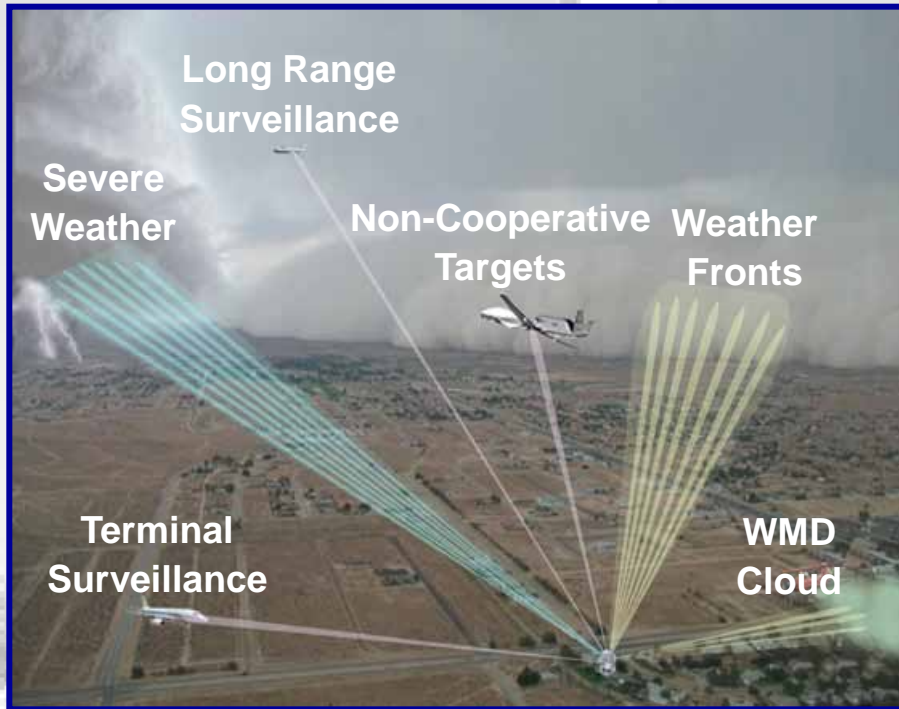 Long Range
Surveillance
Severe
Weather
Non-Cooperative
Targets
Weather
Fronts
Terminal
Surveillance
WMD
Cloud